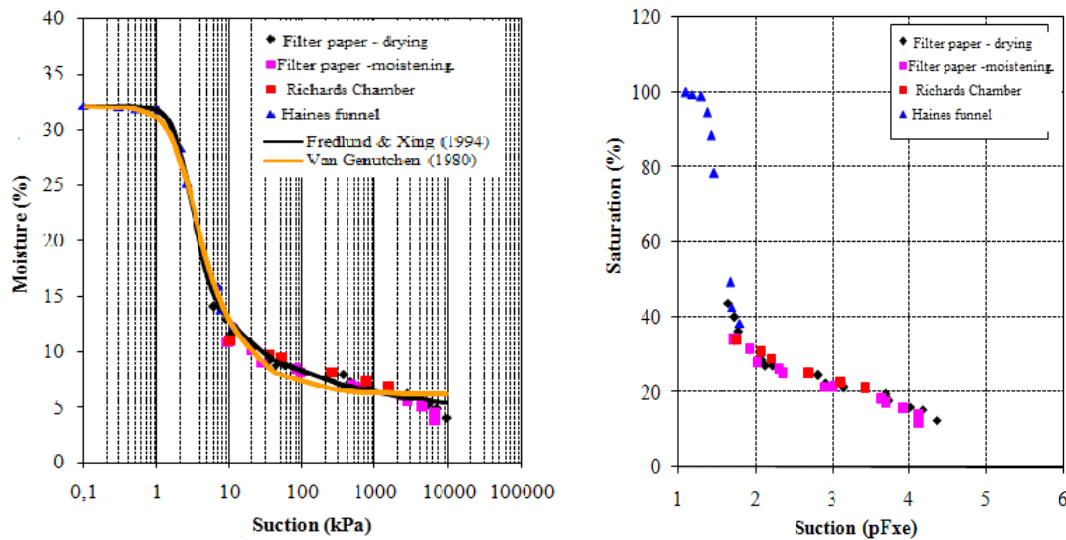 40
35
30
25
20
15
10
5
0
Moisture (%)
0,1
1
10
100
1000
10000
100000
Suction (kPa)
Filter paper - drying
Filter paper -moistening
Richards Chamber
Haines funnel
Fredlund & Xing (1994)
Van Genutchen (1980)
120
100
80
60
40
20
0
Saturation (%)
1
2
3
4
5
6
Suction (pFxe)
Filter paper - drying
Filter paper -moistening
Richards Chamber
Haines funnel